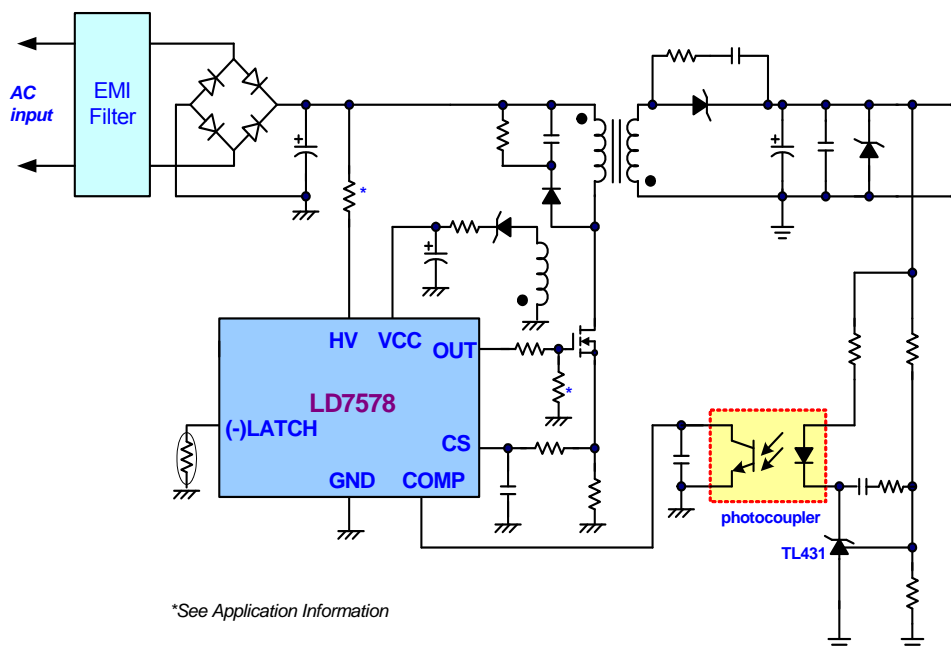 AC
input
EMI
Filter
+
+
+
*
HV
VCC
OUT
LD7578
*
(-)LATCH
CS
GND
COMP
photocoupler
TL431
*See Application Information